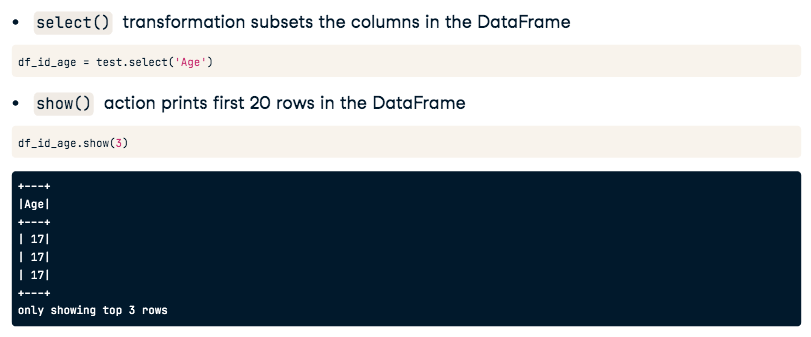 • select() transformation subsets the columns in the DataFrame
df_id_age = test.select('Age')
• show() action prints first 20 rows in the DataFrame
df_id_age.show(3)
+---+
|Age|
+---+
| 17|
| 17|
| 17|
+---+
only showing top 3 rows